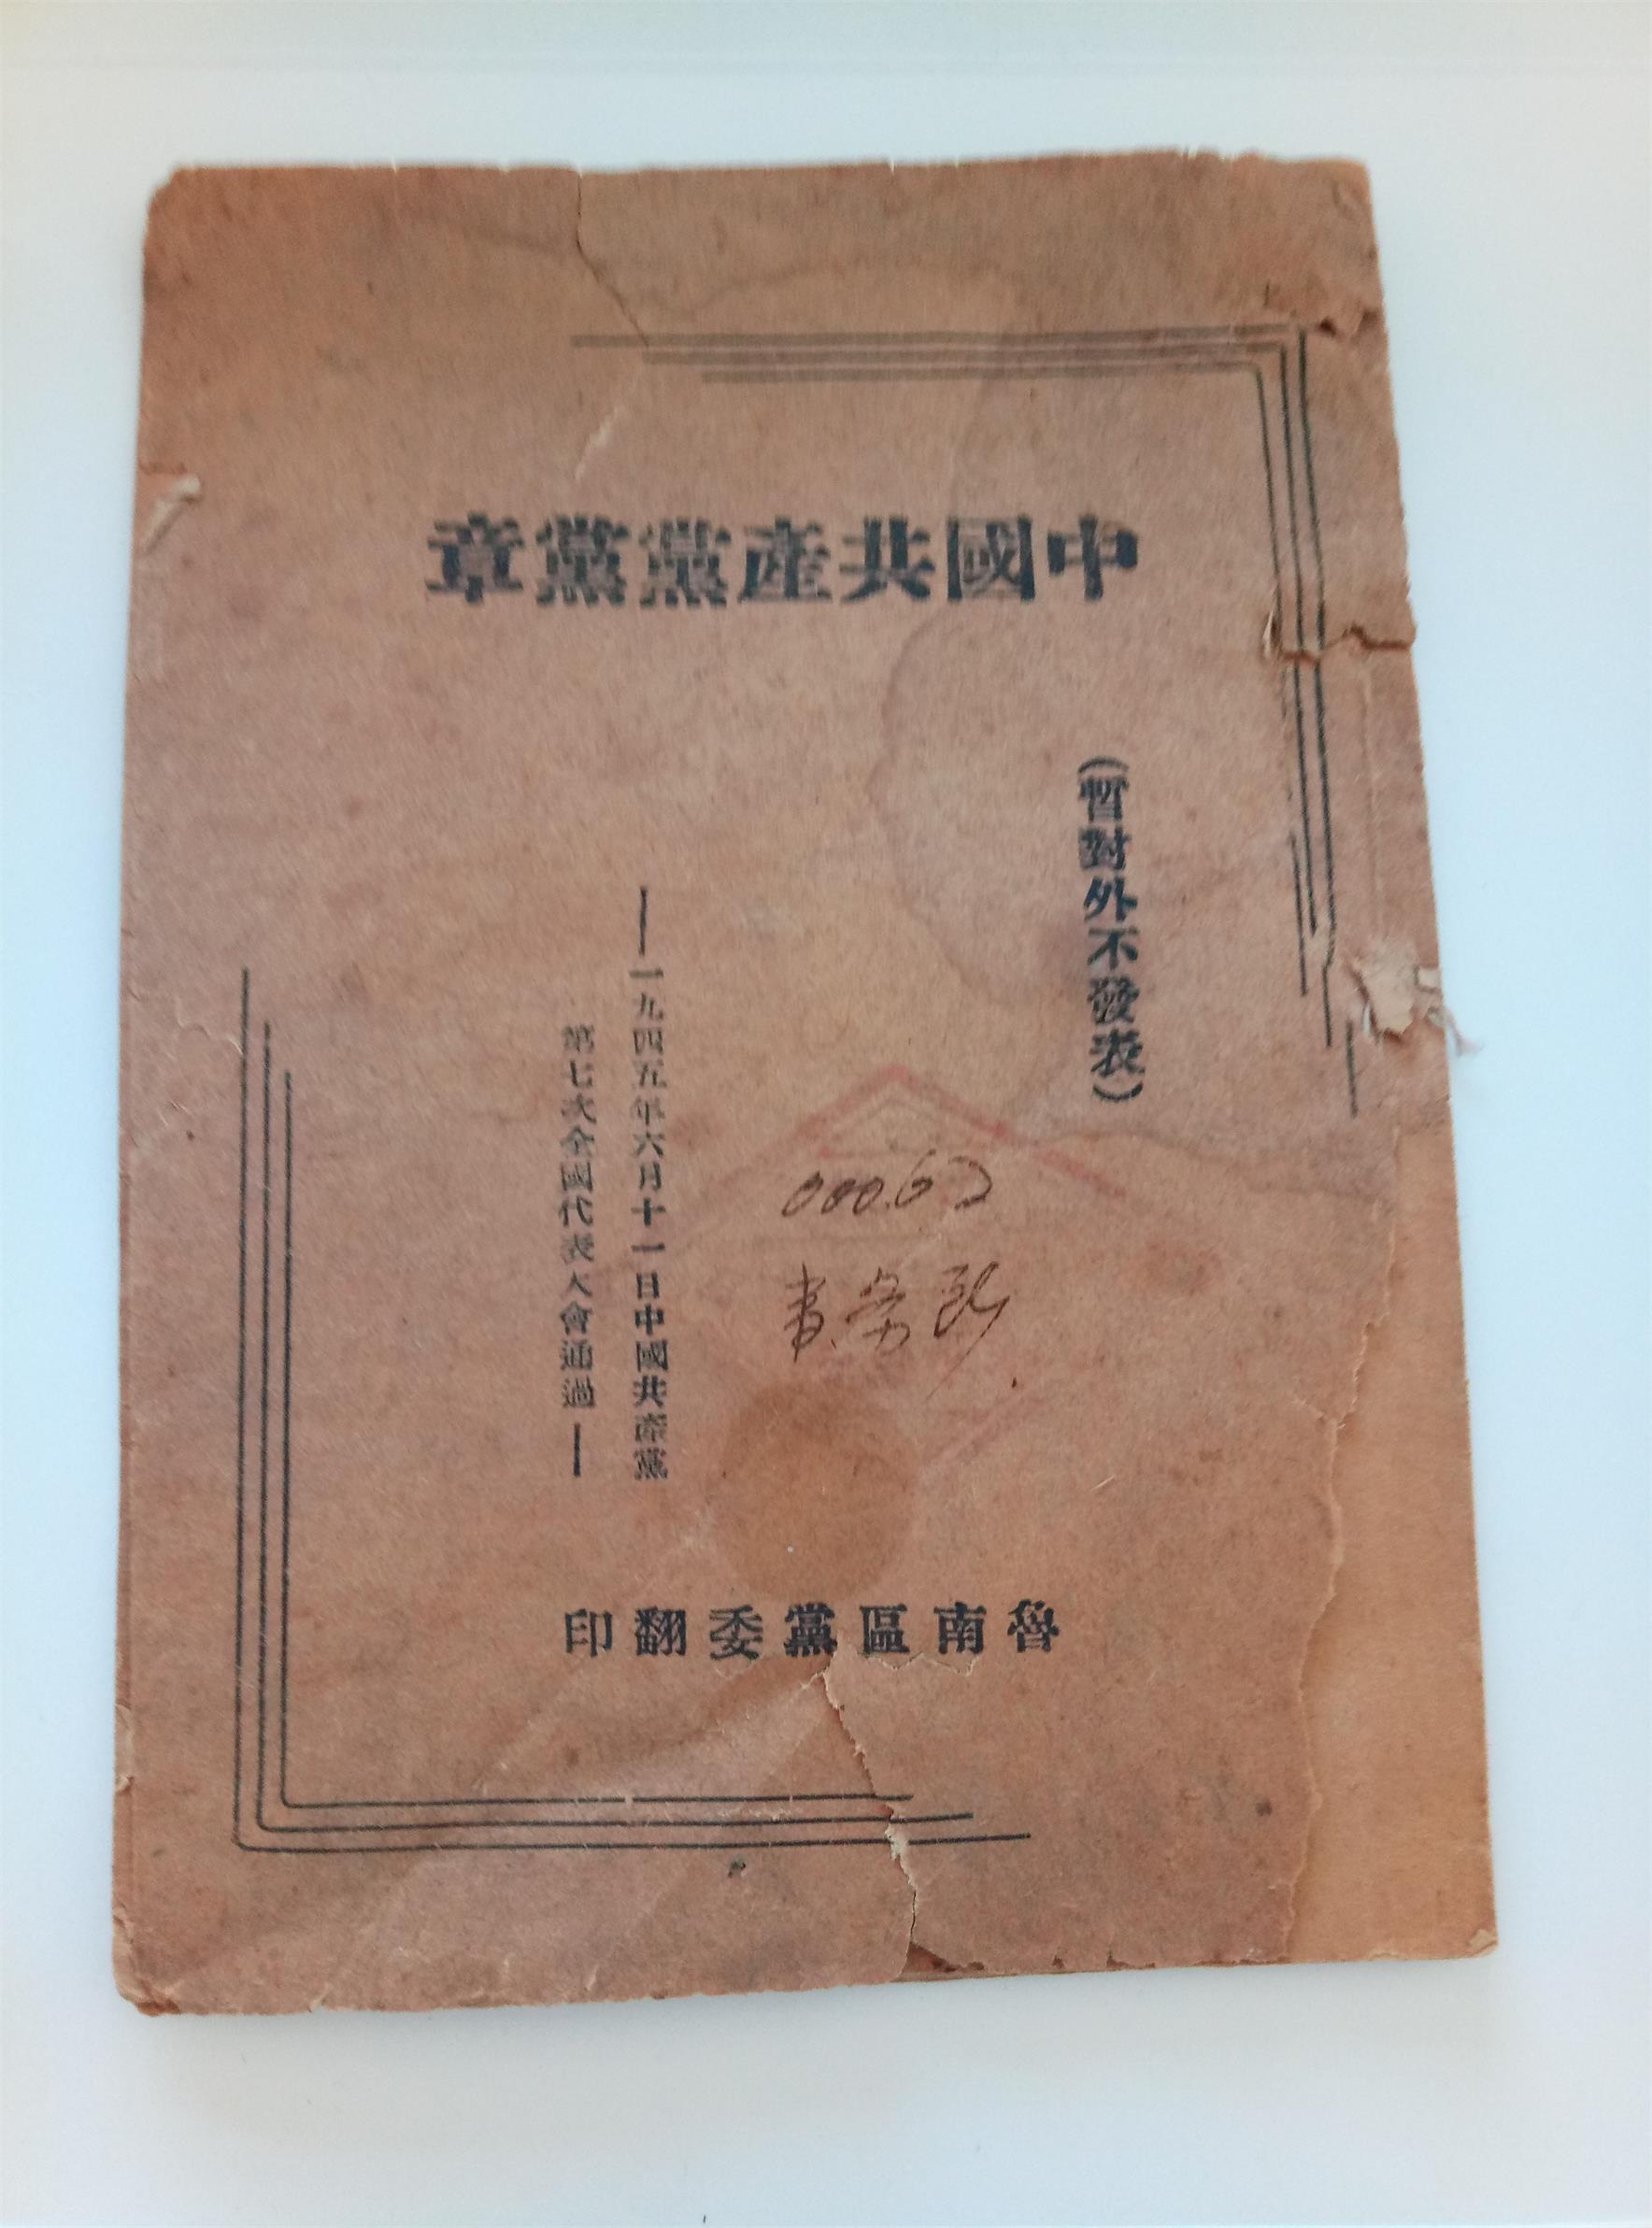 中國共產黨黨章
(暫對外不發表)
——一九四五年六月十一日中國共產黨
第七次全國代表大會通過——
00062
魯南區黨委翻印